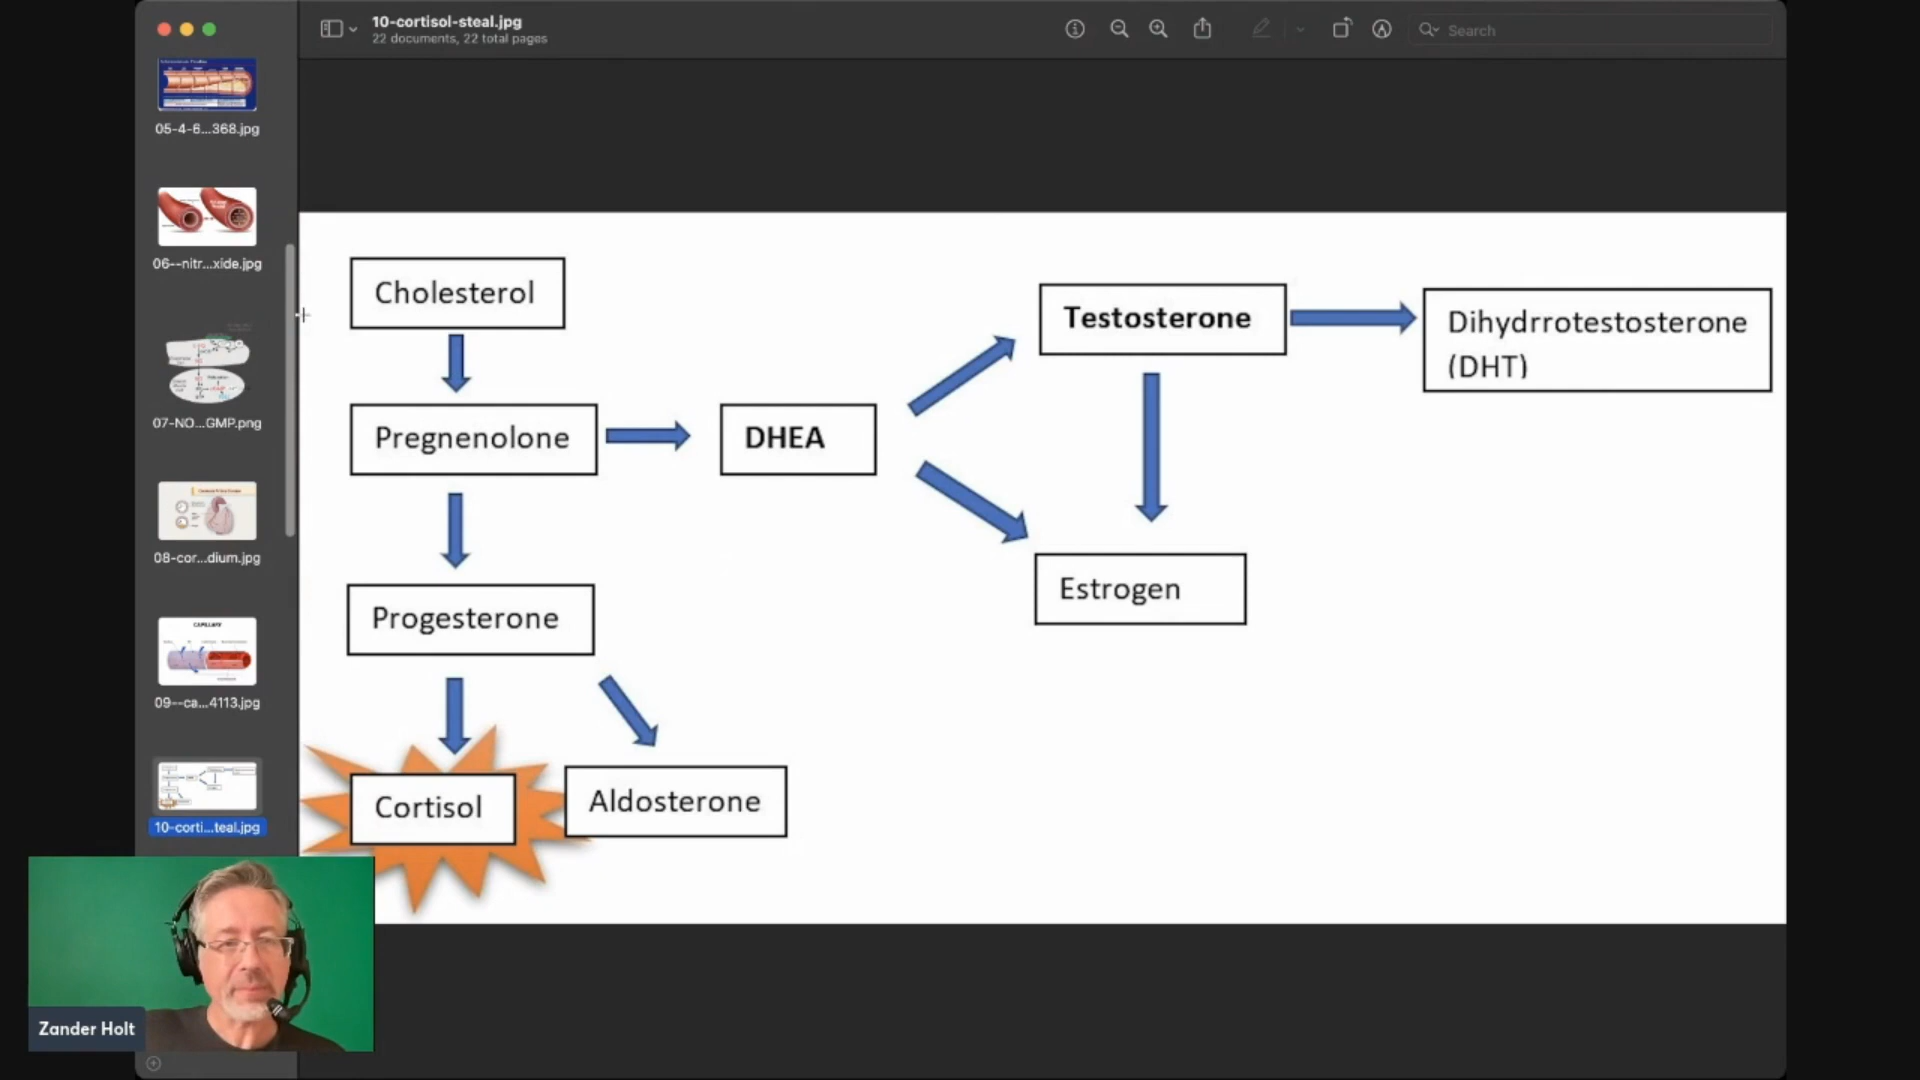 10-cortisol-steal.jpg
22 documents, 22 total pages
Search
05-4-6...368.jpg
06--nitr...xide.jpg
07-NO...GMP.png
08-cor...dium.jpg
CAPILLARY
09--ca...4113.jpg
10-corti...teal.jpg
Cholesterol
Testosterone
Dihydrrotestosterone
(DHT)
Pregnenolone
DHEA
Progesterone
Estrogen
Cortisol
Aldosterone
Zander Holt